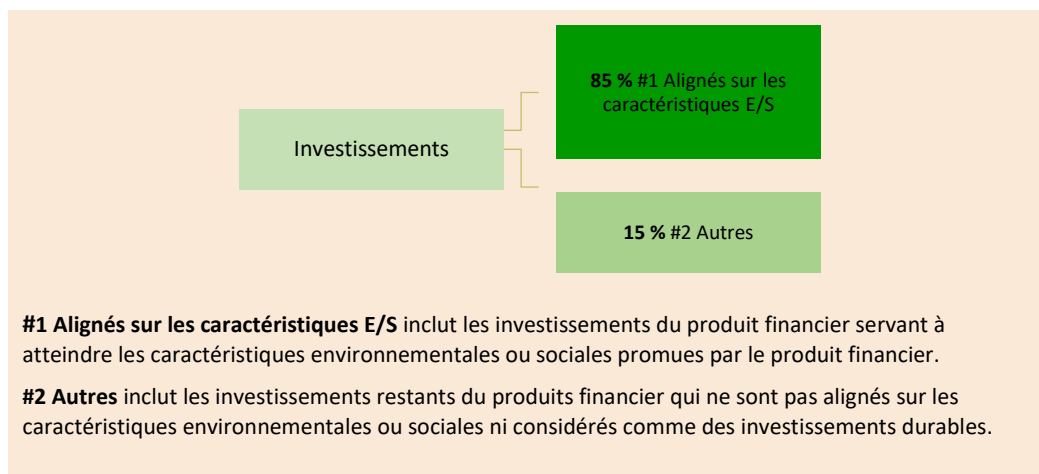 85 % #1 Alignés sur les
caractéristiques E/S
Investissements
15 % #2 Autres
#1 Alignés sur les caractéristiques E/S inclut les investissements du produit financier servant à
atteindre les caractéristiques environnementales ou sociales promues par le produit financier.
#2 Autres inclut les investissements restants du produits financier qui ne sont pas alignés sur les
caractéristiques environnementales ou sociales ni considérés comme des investissements durables.